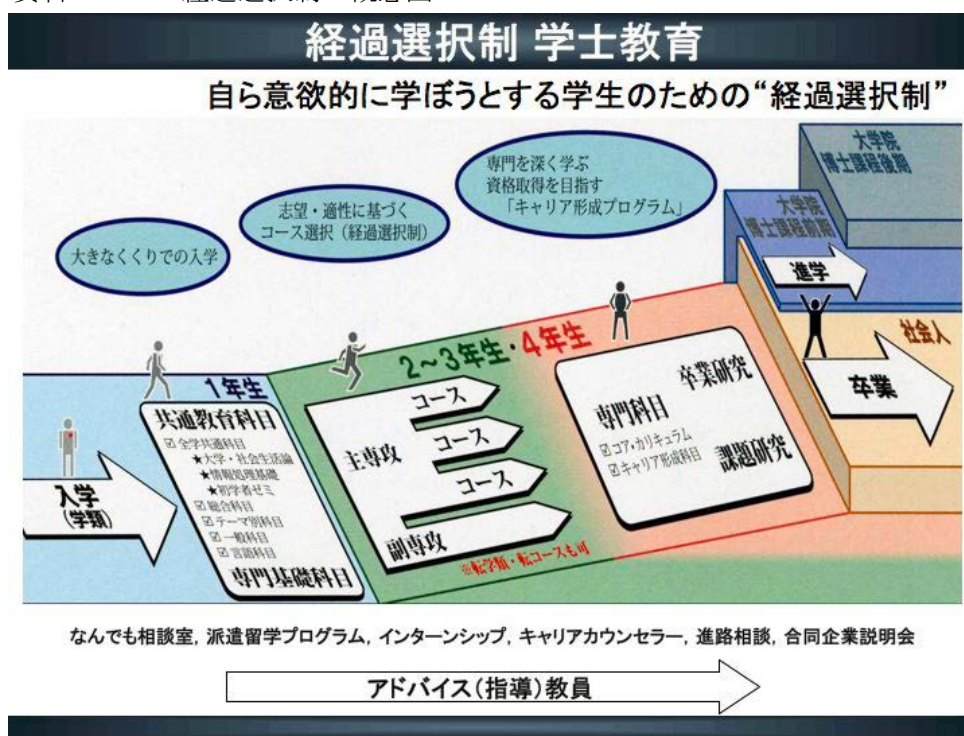 経過選択制 学士教育
自ら意欲的に学ぼうとする学生のための“経過選択制”
大きなくくりでの入学
志望・適性に基づく
コース選択（経過選択制）
専門を深く学ぶ
資格取得を目指す
「キャリア形成プログラム」
大学院
博士課程後期
大学院
博士課程前期
進学
社会人
卒業
入学
(学類)
1年生
共通教育科目
☑全学共通科目
★大学・社会生活論
★情報処理基礎
★初学者ゼミ
☑総合科目
☑テーマ別科目
☑一般科目
☑言語科目
専門基礎科目
2～3年生・4年生
主専攻
コース
コース
コース
副専攻
※転学類・転コースも可
卒業研究
専門科目
☑コア・カリキュラム
☑キャリア形成科目
課題研究
なんでも相談室, 派遣留学プログラム, インターンシップ, キャリアカウンセラー, 進路相談, 合同企業説明会
アドバイス(指導)教員